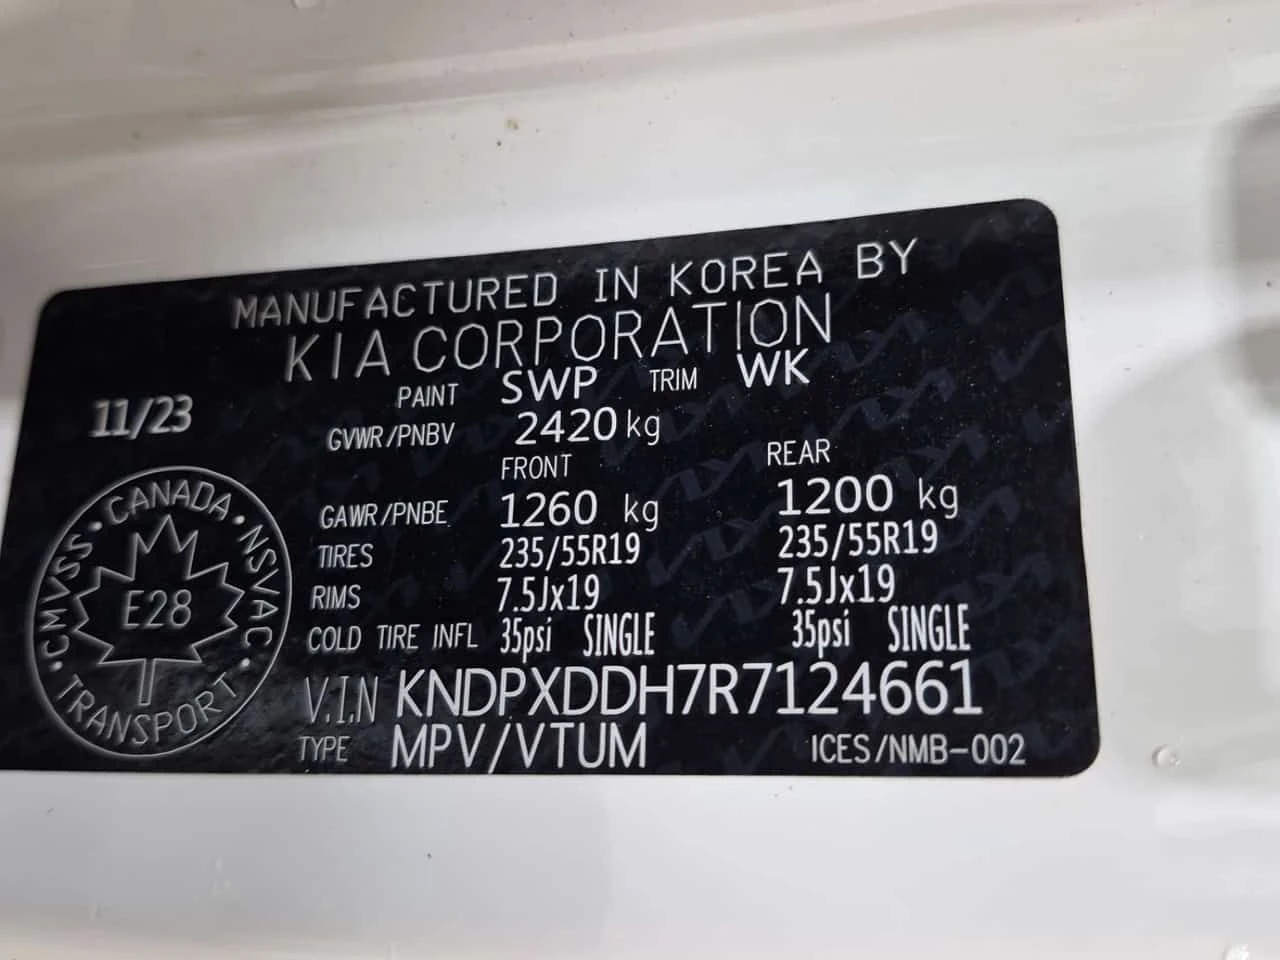 MANUFACTURED IN KOREA BY
KIA CORPORATION
11/23
PAINT SWP TRIM WK
GVWR/PNBV 2420 kg
FRONT REAR
GAWR/PNBE 1260 kg 1200 kg
TIRES 235/55R19 235/55R19
RIMS 7.5Jx19 7.5Jx19
COLD TIRE INFL 35psi SINGLE 35psi SINGLE
V.I.N KNDPXDDH7R7124661
TYPE MPV/VTUM ICES/NMB-002
CANADA • NSVAC • TRANSPORT • CMVSS •
E28